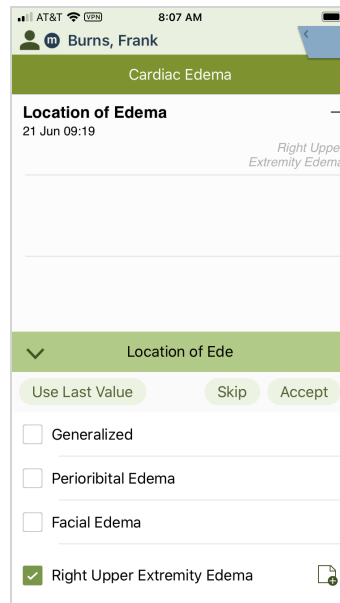 AT&T VPN 8:07 AM
m Burns, Frank
Cardiac Edema
Location of Edema
21 Jun 09:19
Right Uppe
Extremity Edema
Location of Ede
Use Last Value Skip Accept
Generalized
Perioribital Edema
Facial Edema
Right Upper Extremity Edema